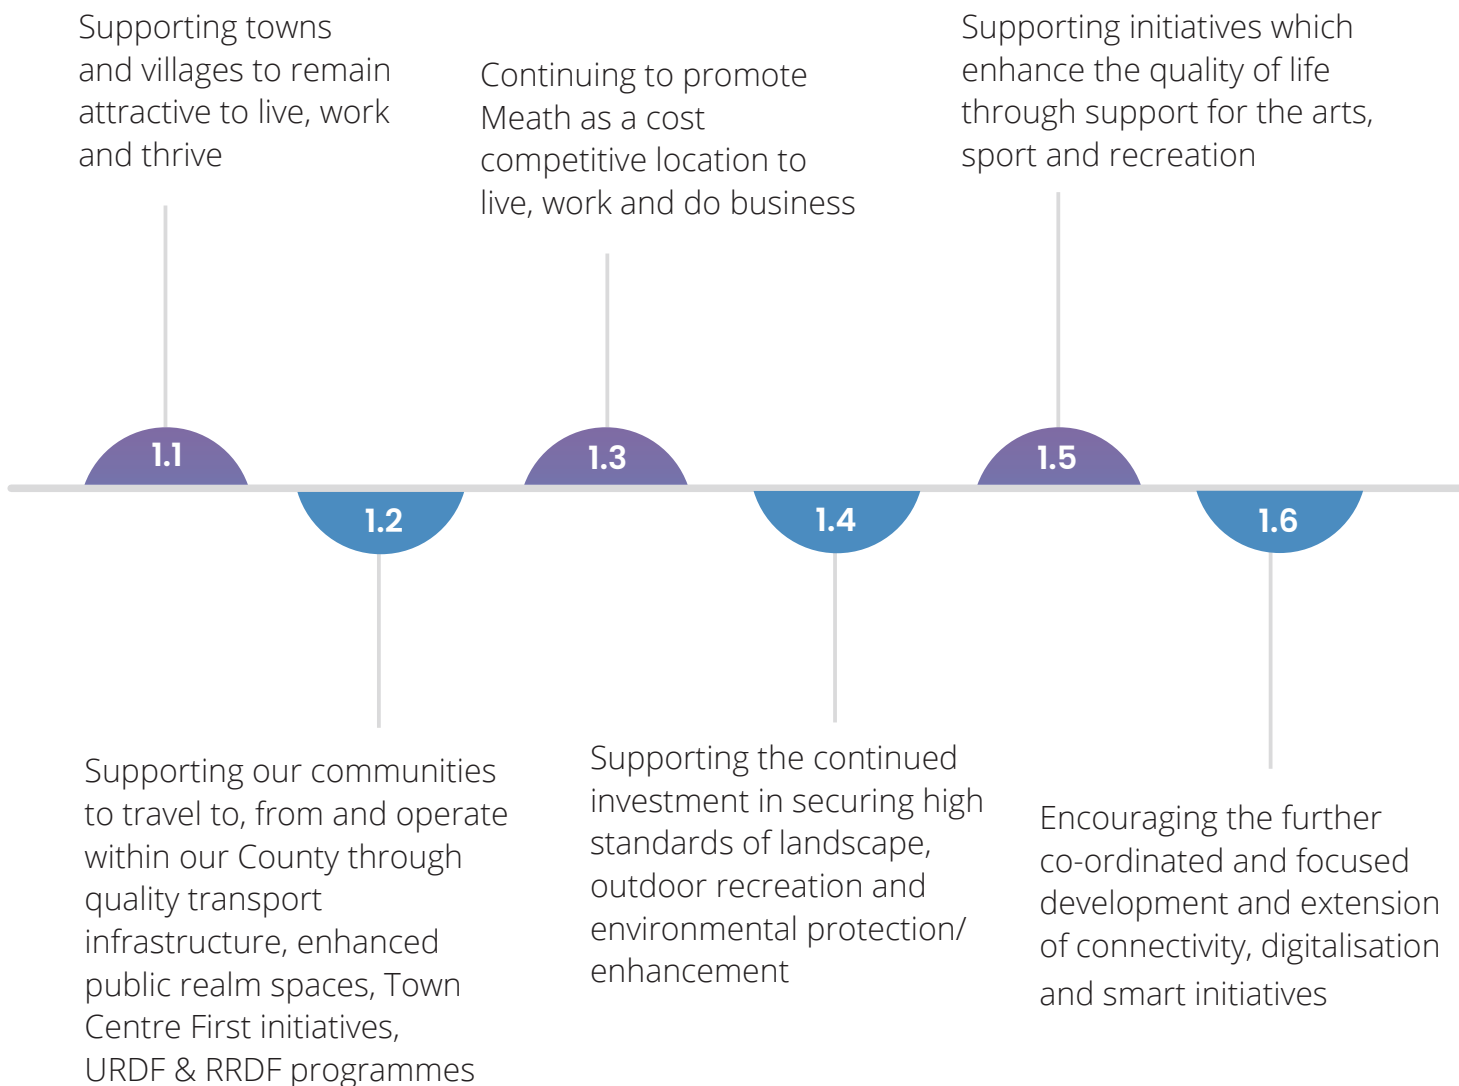 Supporting towns
and villages to remain
attractive to live, work
and thrive
1.1
Supporting our communities
to travel to, from and operate
within our County through
quality transport
infrastructure, enhanced
public realm spaces, Town
Centre First initiatives,
URDF & RRDF programmes
1.2
Continuing to promote
Meath as a cost
competitive location to
live, work and do business
1.3
Supporting the continued
investment in securing high
standards of landscape,
outdoor recreation and
environmental protection/
enhancement
1.4
Supporting initiatives which
enhance the quality of life
through support for the arts,
sport and recreation
1.5
Encouraging the further
co-ordinated and focused
development and extension
of connectivity, digitalisation
and smart initiatives
1.6